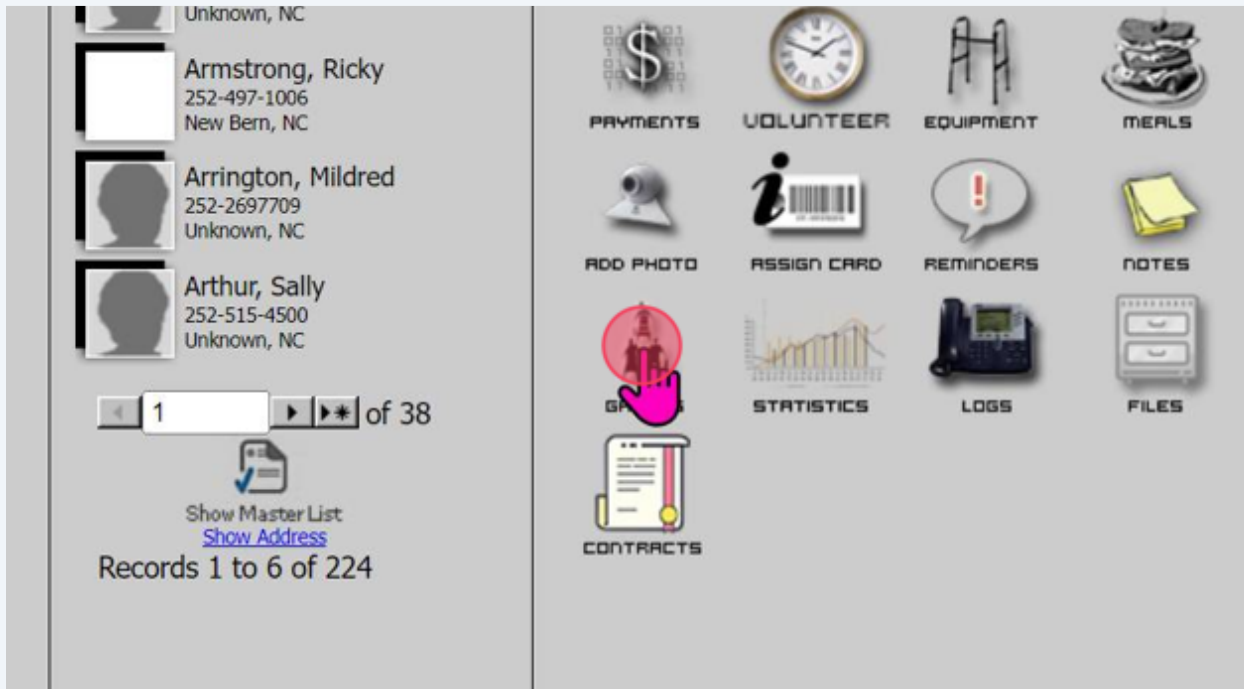 Unknown, NC
Armstrong, Ricky
252-497-1006
New Bern, NC
Arrington, Mildred
252-2697709
Unknown, NC
Arthur, Sally
252-515-4500
Unknown, NC
1 of 38
Show Master List
Show Address
Records 1 to 6 of 224
PAYMENTS VOLUNTEER EQUIPMENT MEALS
ADD PHOTO ASSIGN CARD REMINDERS NOTES
STATISTICS LOGS FILES
CONTRACTS